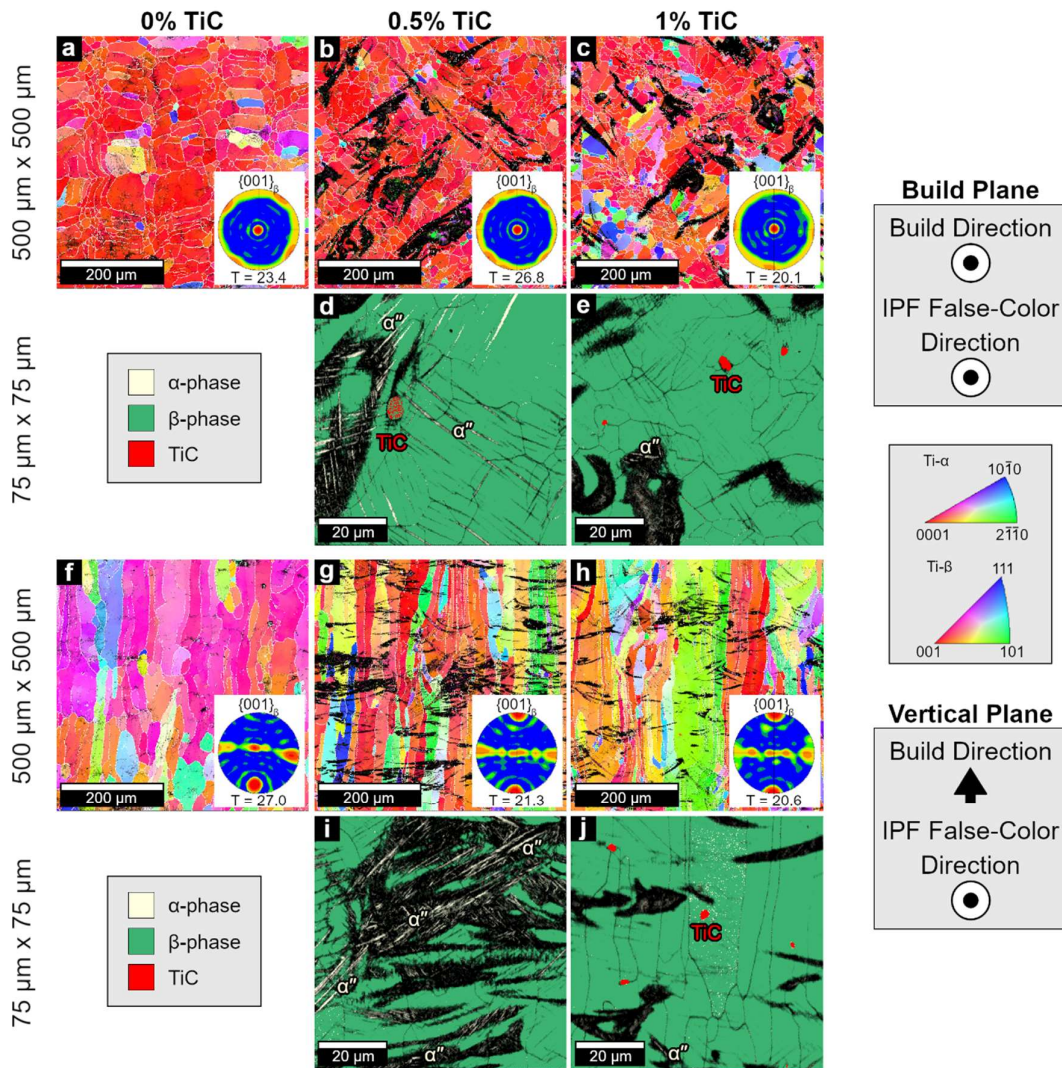 0% TiC
0.5% TiC
1% TiC
500 μm x 500 μm
a
{001}β
200 μm
T = 23.4
b
{001}β
200 μm
T = 26.8
c
{001}β
200 μm
T = 20.1
75 μm x 75 μm
α-phase
β-phase
TiC
d
α″
TiC
α″
20 μm
e
TiC
α″
20 μm
500 μm x 500 μm
f
{001}β
200 μm
T = 27.0
g
{001}β
200 μm
T = 21.3
h
{001}β
200 μm
T = 20.6
75 μm x 75 μm
α-phase
β-phase
TiC
i
α″
α″
α″
α″
20 μm
j
TiC
α″
20 μm
Build Plane
Build Direction
IPF False-Color
Direction
Ti-α
101̄0
0001
21̄1̄0
Ti-β
111
001
101
Vertical Plane
Build Direction
IPF False-Color
Direction